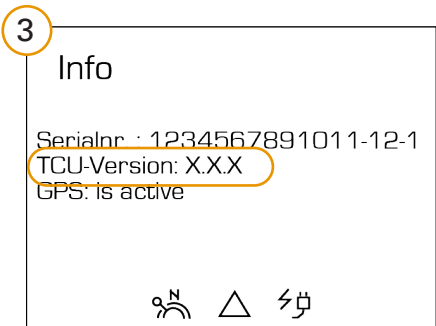 3
Info
Serialnr. : 1234567891011-12-1
TCU-Version: X.X.X
GPS: is active
N